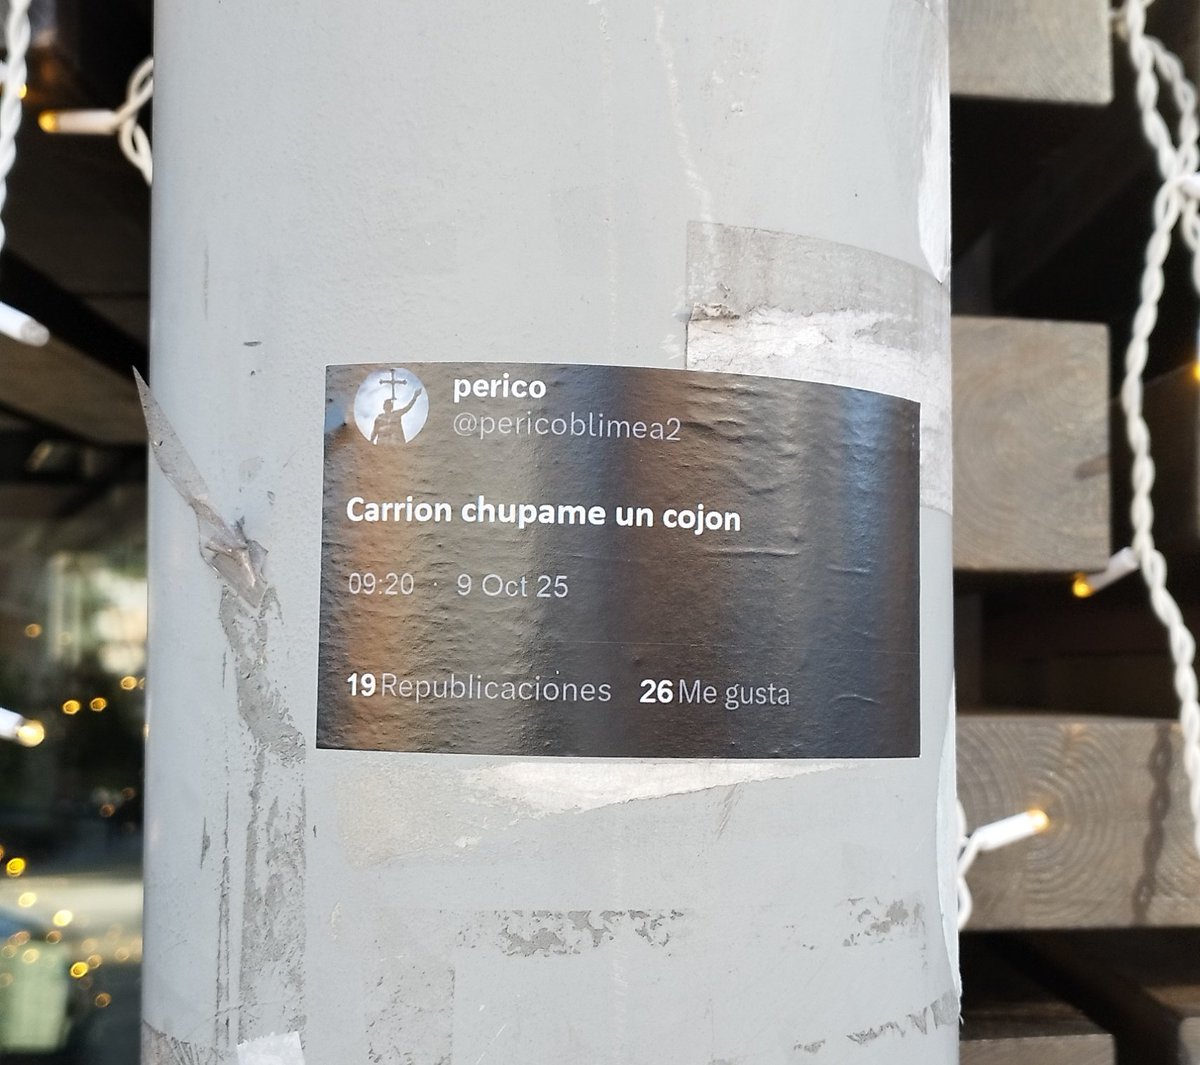 perico
@pericoblimea2
Carrion chupame un cojon
09:20 · 9 Oct 25
19 Republicaciones 26 Me gusta